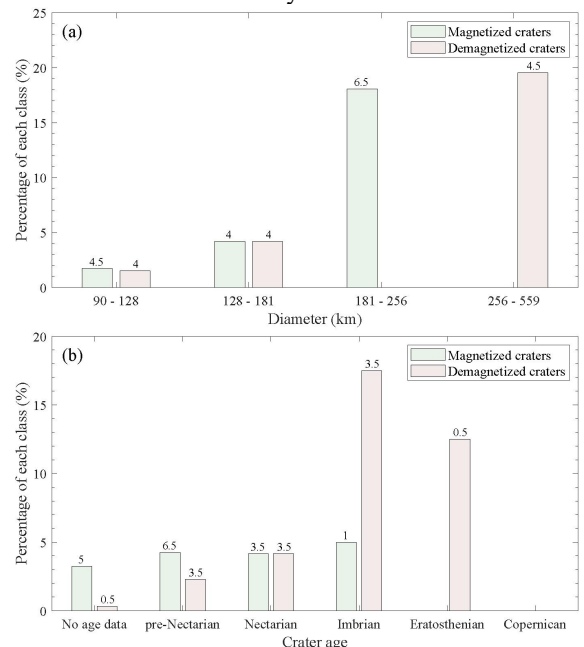 y
(a)
Magnetized craters
Demagnetized craters
Percentage of each class (%)
25
20
15
10
5
0
4.5
4
4
4
6.5
4.5
90 - 128
128 - 181
181 - 256
256 - 559
Diameter (km)
(b)
Magnetized craters
Demagnetized craters
Percentage of each class (%)
20
15
10
5
0
5
0.5
6.5
3.5
3.5
3.5
1
3.5
0.5
No age data
pre-Nectarian
Nectarian
Imbrian
Eratosthenian
Copernican
Crater age